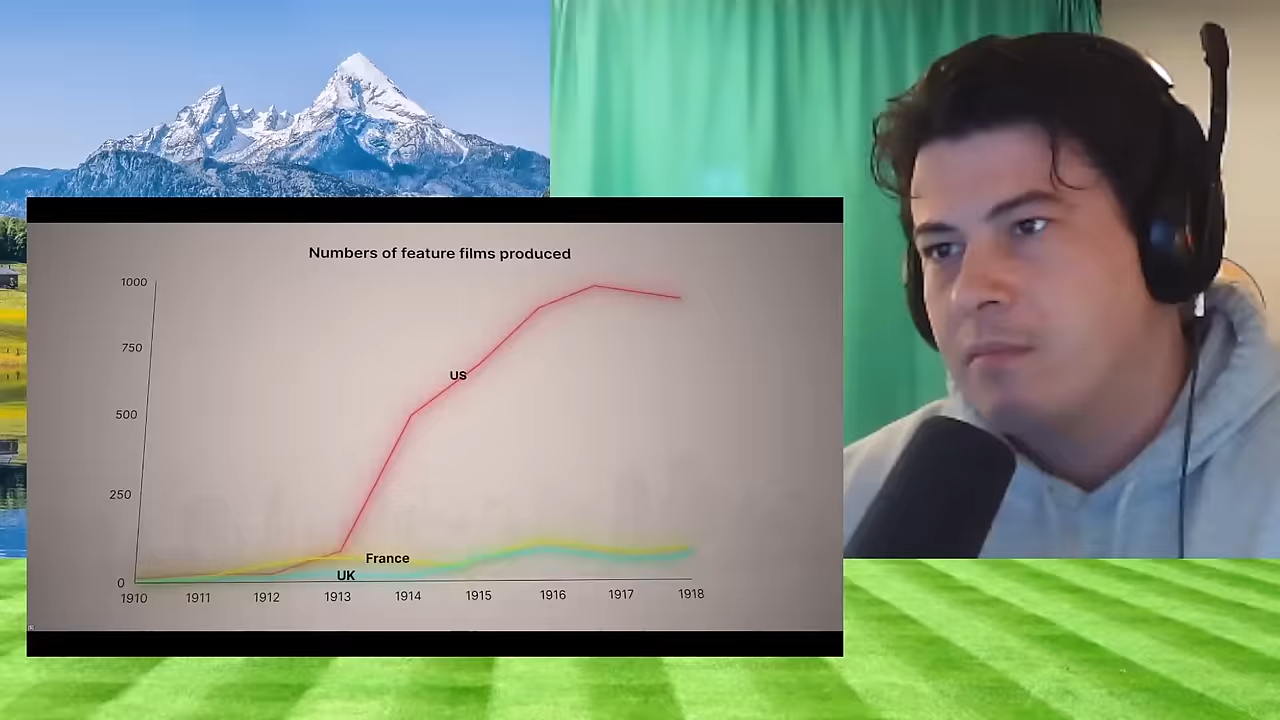 Numbers of feature films produced
1000
750
US
500
250
France
UK
0
1910 1911 1912 1913 1914 1915 1916 1917 1918